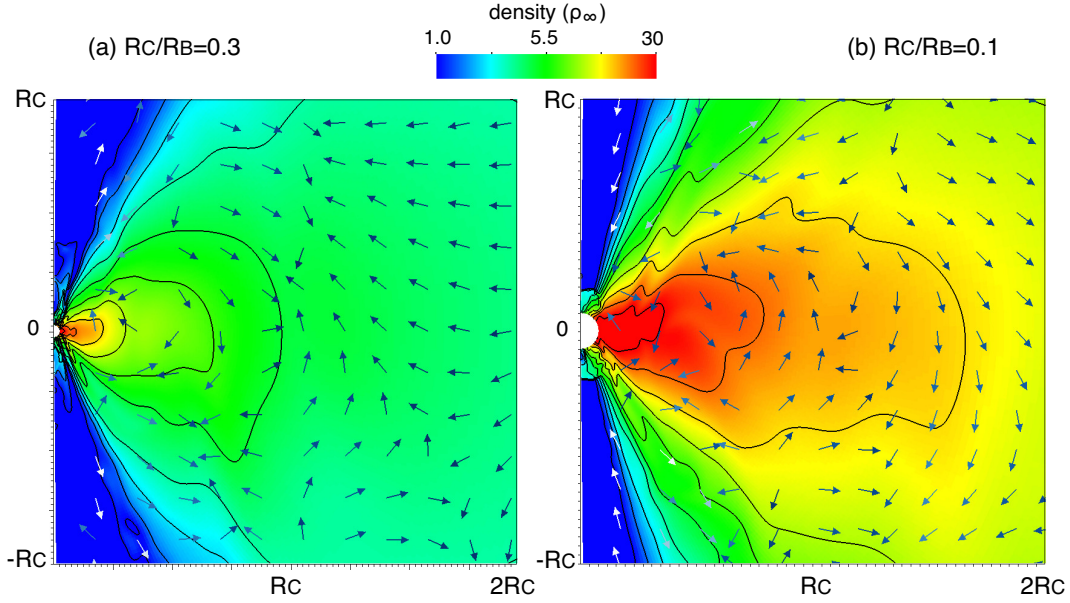 density (ρ∞)
(a) RC/RB=0.3
1.0 5.5 30
(b) RC/RB=0.1
RC
0
-RC
RC
2RC
RC
0
-RC
RC
2RC